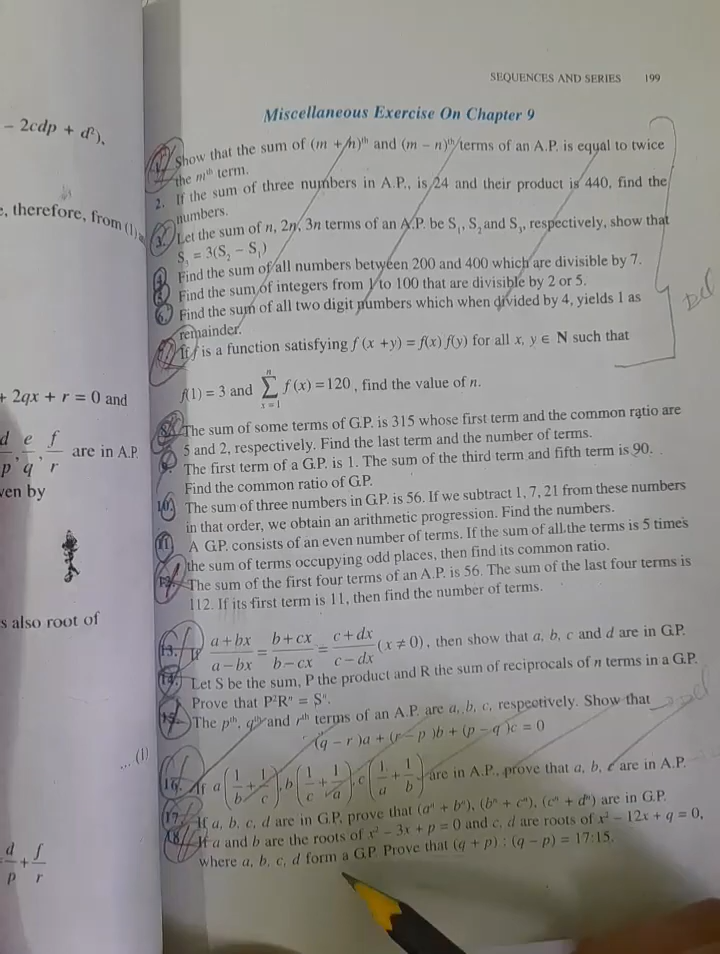 SEQUENCES AND SERIES 199
Miscellaneous Exercise On Chapter 9
1. Show that the sum of (m + n)th and (m – n)th terms of an A.P. is equal to twice
the mth term.
2. If the sum of three numbers in A.P., is 24 and their product is 440, find the
numbers.
3. Let the sum of n, 2n, 3n terms of an A.P. be S₁, S₂ and S₃, respectively, show that
S₃ = 3(S₂ – S₁)
4. Find the sum of all numbers between 200 and 400 which are divisible by 7.
5. Find the sum of integers from 1 to 100 that are divisible by 2 or 5.
6. Find the sum of all two digit numbers which when divided by 4, yields 1 as
remainder.
7. If f is a function satisfying f (x +y) = f(x) f(y) for all x, y ∈ N such that
f(1) = 3 and ∑ₓ₌₁ⁿ f (x) = 120 , find the value of n.
8. The sum of some terms of G.P. is 315 whose first term and the common ratio are
5 and 2, respectively. Find the last term and the number of terms.
9. The first term of a G.P. is 1. The sum of the third term and fifth term is 90.
Find the common ratio of G.P.
10. The sum of three numbers in G.P. is 56. If we subtract 1, 7, 21 from these numbers
in that order, we obtain an arithmetic progression. Find the numbers.
11. A G.P. consists of an even number of terms. If the sum of all the terms is 5 times
the sum of terms occupying odd places, then find its common ratio.
12. The sum of the first four terms of an A.P. is 56. The sum of the last four terms is
112. If its first term is 11, then find the number of terms.
13. If (a+bx)/(a–bx) = (b+cx)/(b–cx) = (c+dx)/(c–dx) (x ≠ 0), then show that a, b, c and d are in G.P.
14. Let S be the sum, P the product and R the sum of reciprocals of n terms in a G.P.
Prove that P²Rⁿ = Sⁿ.
15. The pth, qth and rth terms of an A.P. are a, b, c, respectively. Show that
(q – r )a + (r – p )b + (p – q )c = 0
16. If a(1/b + 1/c), b(1/c + 1/a), c(1/a + 1/b) are in A.P., prove that a, b, c are in A.P.
17. If a, b, c, d are in G.P, prove that (aⁿ + bⁿ), (bⁿ + cⁿ), (cⁿ + dⁿ) are in G.P.
18. If a and b are the roots of x² – 3x + p = 0 and c, d are roots of x² – 12x + q = 0,
where a, b, c, d form a G.P. Prove that (q + p) : (q – p) = 17:15.
– 2cdp + d²),
e, therefore, from (1),
+ 2qx + r = 0 and
d/p, e/q, f/r are in A.P.
ven by
s also root of
... (1)
d/p + f/r